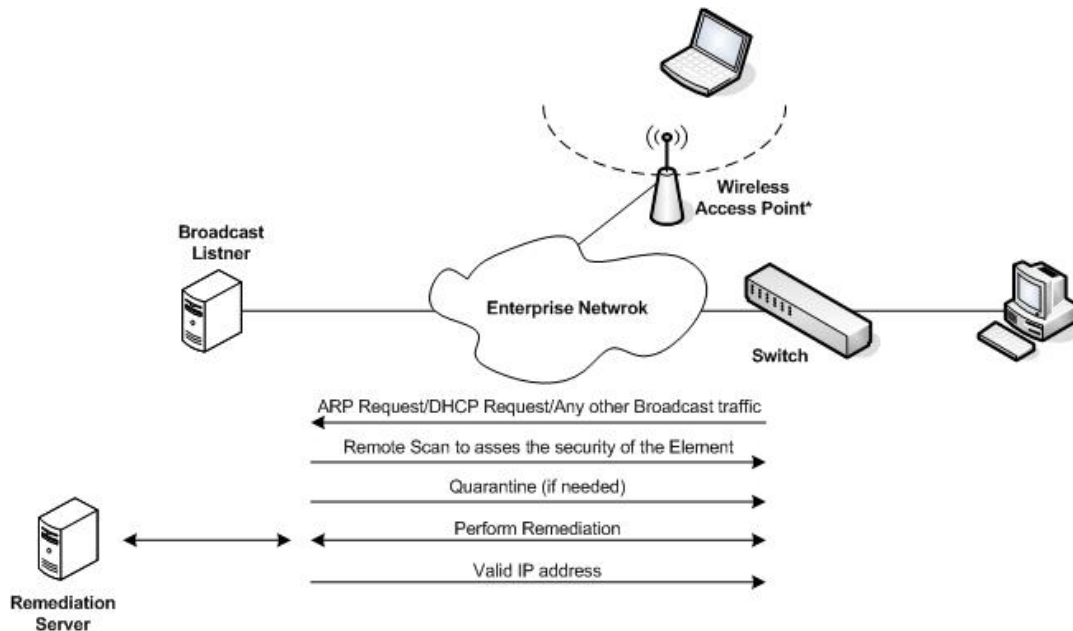 Wireless
Access Point*
Broadcast
Listner
Enterprise Netwrok
Switch
ARP Request/DHCP Request/Any other Broadcast traffic
Remote Scan to asses the security of the Element
Quarantine (if needed)
Perform Remediation
Valid IP address
Remediation
Server